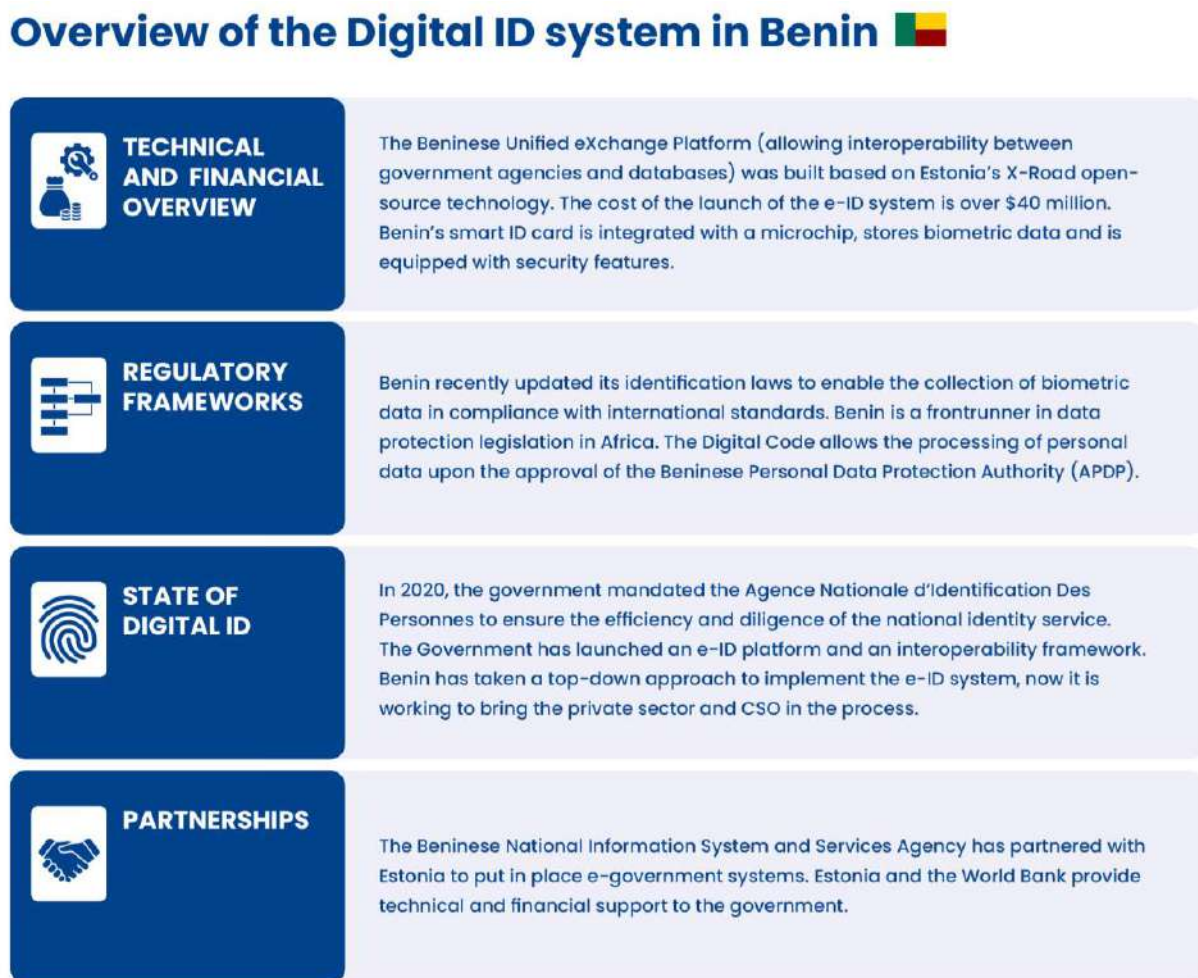 Overview of the Digital ID system in Benin
TECHNICAL
AND FINANCIAL
OVERVIEW
The Beninese Unified eXchange Platform (allowing interoperability between
government agencies and databases) was built based on Estonia's X-Road open-
source technology. The cost of the launch of the e-ID system is over $40 million.
Benin's smart ID card is integrated with a microchip, stores biometric data and is
equipped with security features.
REGULATORY
FRAMEWORKS
Benin recently updated its identification laws to enable the collection of biometric
data in compliance with international standards. Benin is a frontrunner in data
protection legislation in Africa. The Digital Code allows the processing of personal
data upon the approval of the Beninese Personal Data Protection Authority (APDP).
STATE OF
DIGITAL ID
In 2020, the government mandated the Agence Nationale d'Identification Des
Personnes to ensure the efficiency and diligence of the national identity service.
The Government has launched an e-ID platform and an interoperability framework.
Benin has taken a top-down approach to implement the e-ID system, now it is
working to bring the private sector and CSO in the process.
PARTNERSHIPS
The Beninese National Information System and Services Agency has partnered with
Estonia to put in place e-government systems. Estonia and the World Bank provide
technical and financial support to the government.